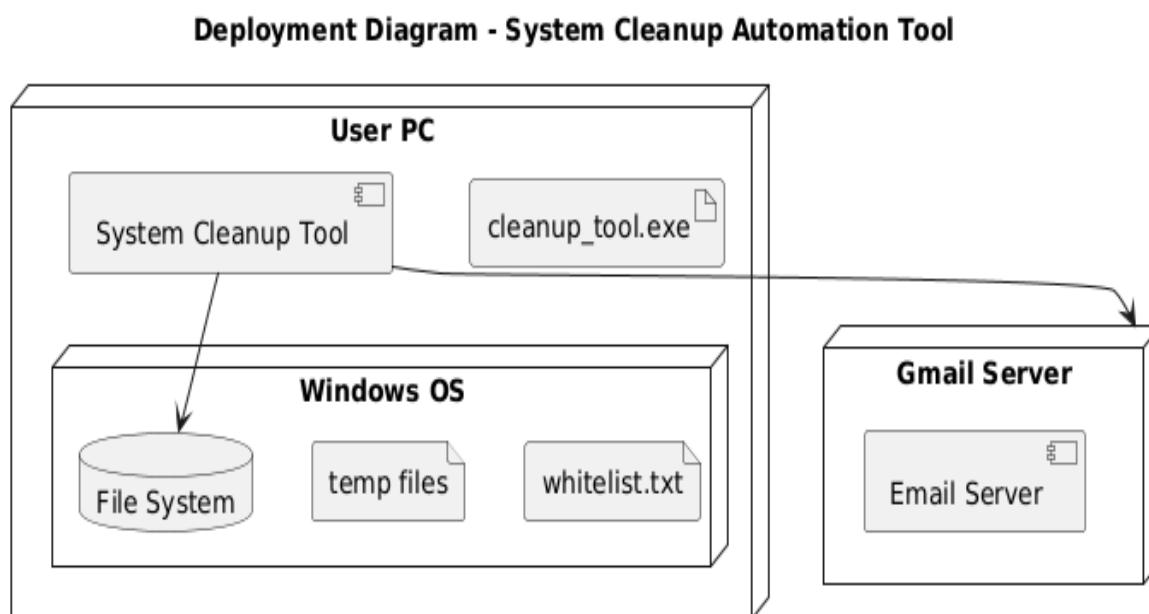 Deployment Diagram - System Cleanup Automation Tool
User PC
System Cleanup Tool
cleanup_tool.exe
Windows OS
File System
temp files
whitelist.txt
Gmail Server
Email Server